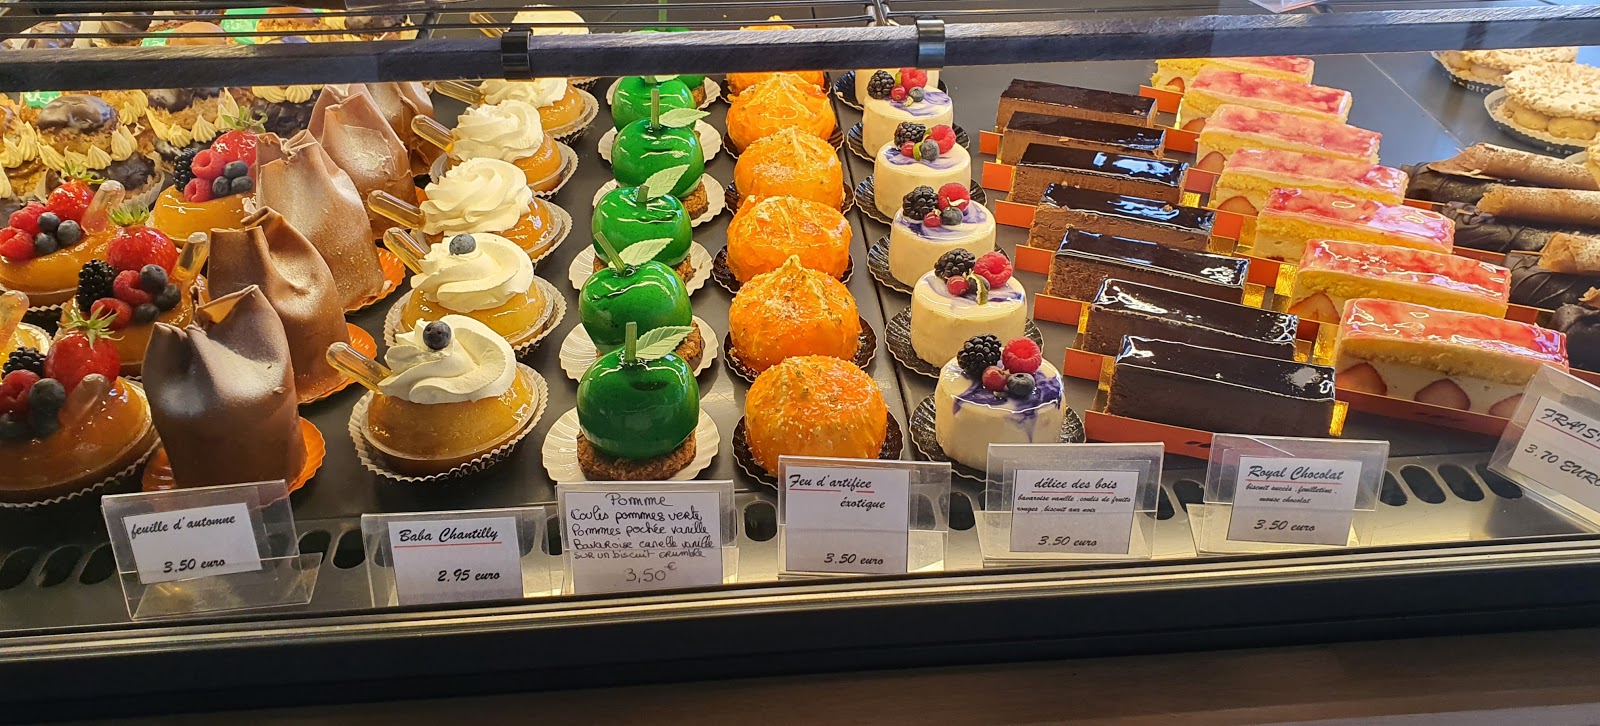 feuille d'automne
3,50 euro
Baba Chantilly
2.95 euro
Pomme
Coulis pommes verte
Pommes pochée vanille
Bavaroise canelle vanille
SUR UN biscuit crumble
3,50€
Feu d'artifice
éxotique
3.50 euro
délice des bois
bavaroise vanille : coulis de fruits
rouges , biscuit aux noix
3,50 euro
Royal Chocolat
biscuit succès : feuilletine ,
mouse chocolat
3,50 euro
3.70 EURO